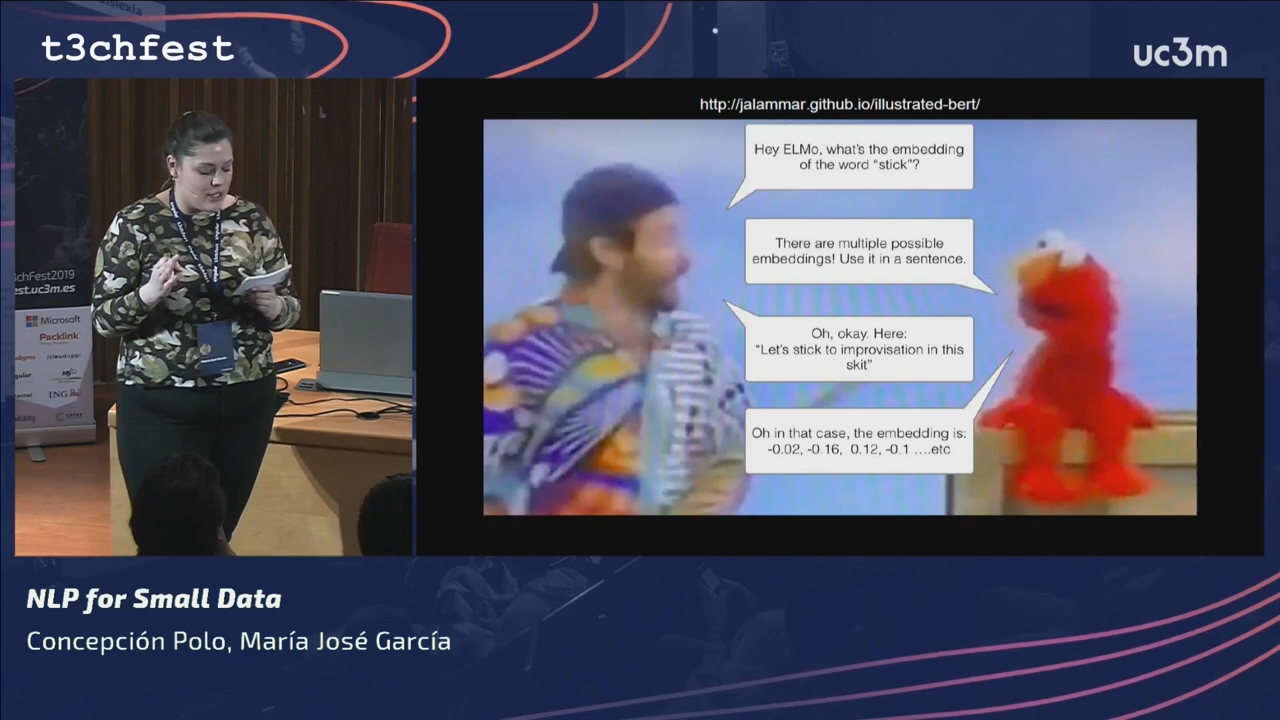 t3chfest
uc3m
http://jalammar.github.io/illustrated-bert/
Hey ELMo, what's the embedding
of the word "stick"?
There are multiple possible
embeddings! Use it in a sentence.
Oh, okay. Here:
"Let's stick to improvisation in this
skit"
Oh in that case, the embedding is:
-0.02, -0.16, 0.12, -0.1 ....etc
chFest2019
est.uc3m.es
Microsoft
Packlink
ING
NLP for Small Data
Concepción Polo, María José García